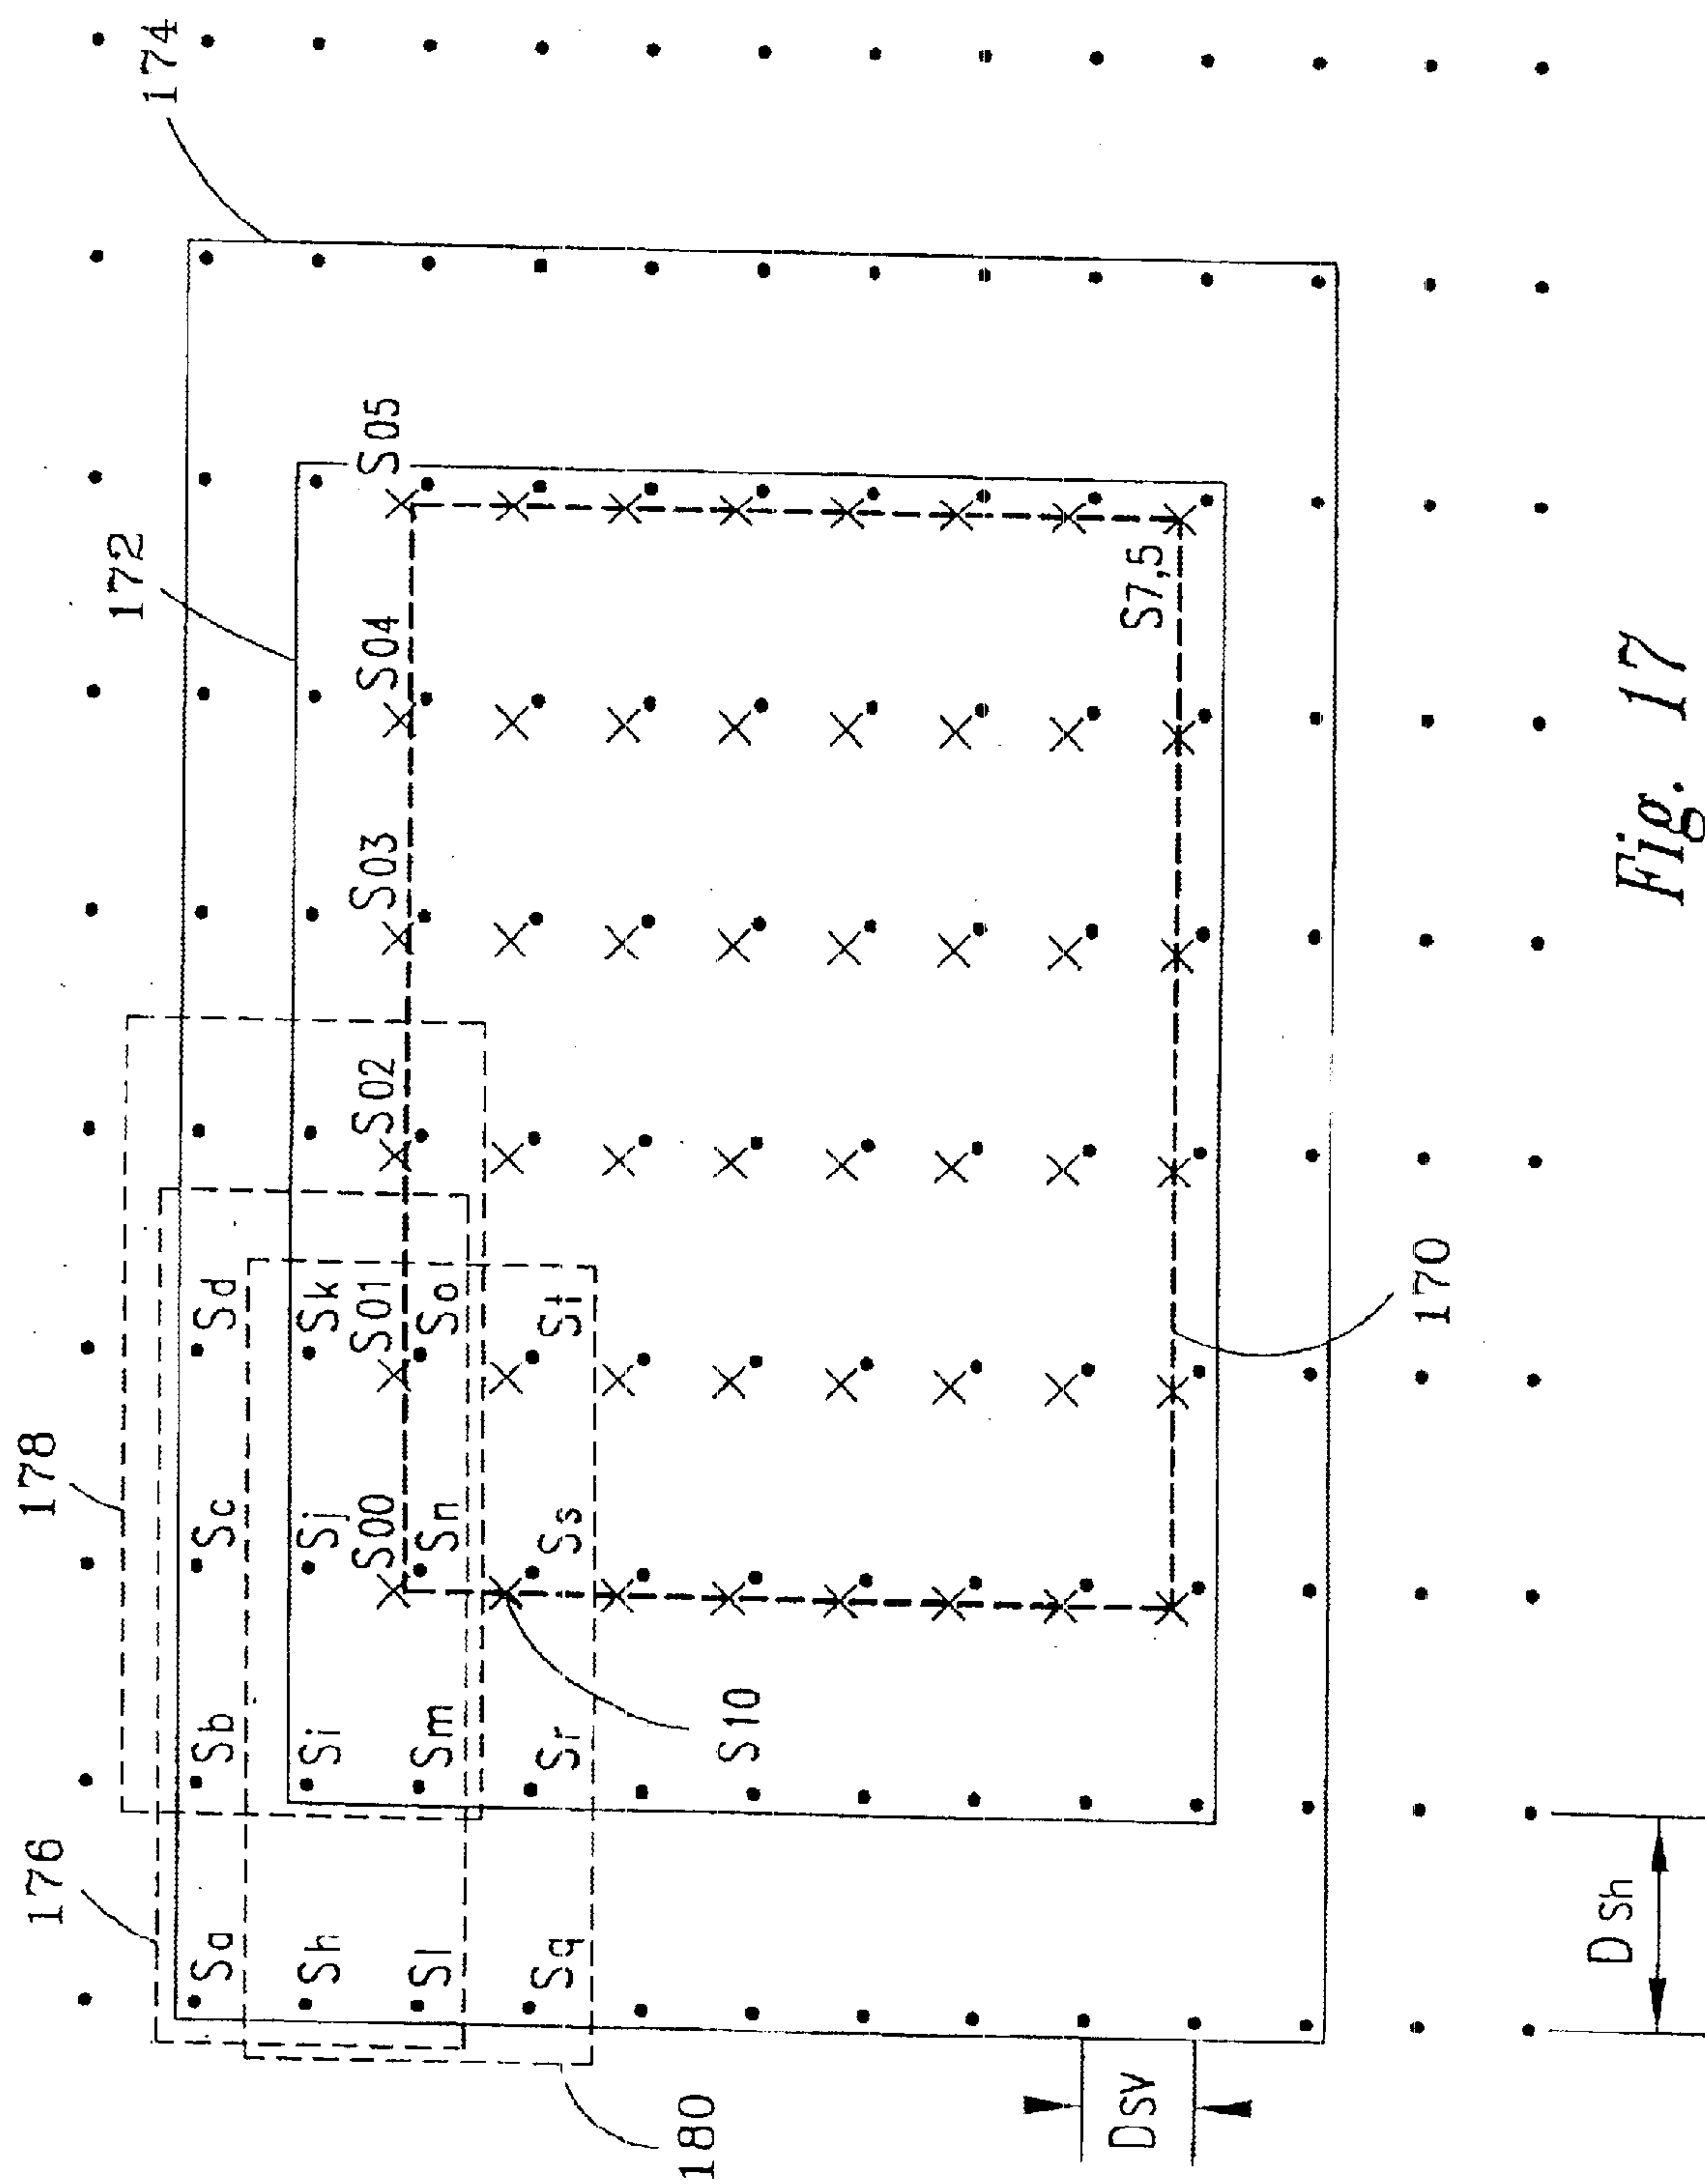 174
172
178
176
Sa
Sb
Sc
Sd
Sh
Si
Sj
Sk
S00
S01
S02
S03
S04
S05
Sl
Sm
Sn
So
Sq
Sr
Ss
St
S10
S7,5
180
170
DSV
DSh
Fig. 17